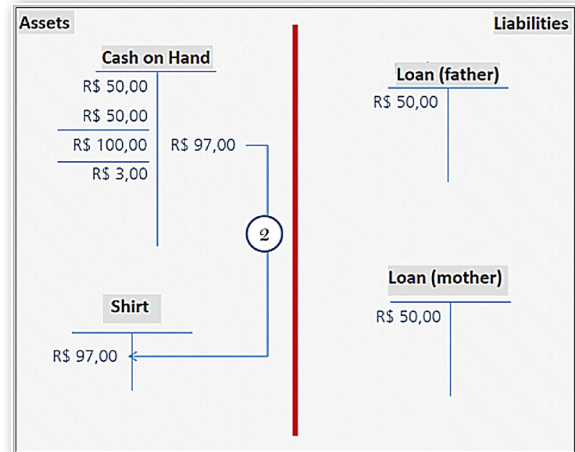 Assets
Liabilities
Cash on Hand
R$ 50,00
R$ 50,00
R$ 100,00 R$ 97,00
R$ 3,00
2
Shirt
R$ 97,00
Loan (father)
R$ 50,00
Loan (mother)
R$ 50,00